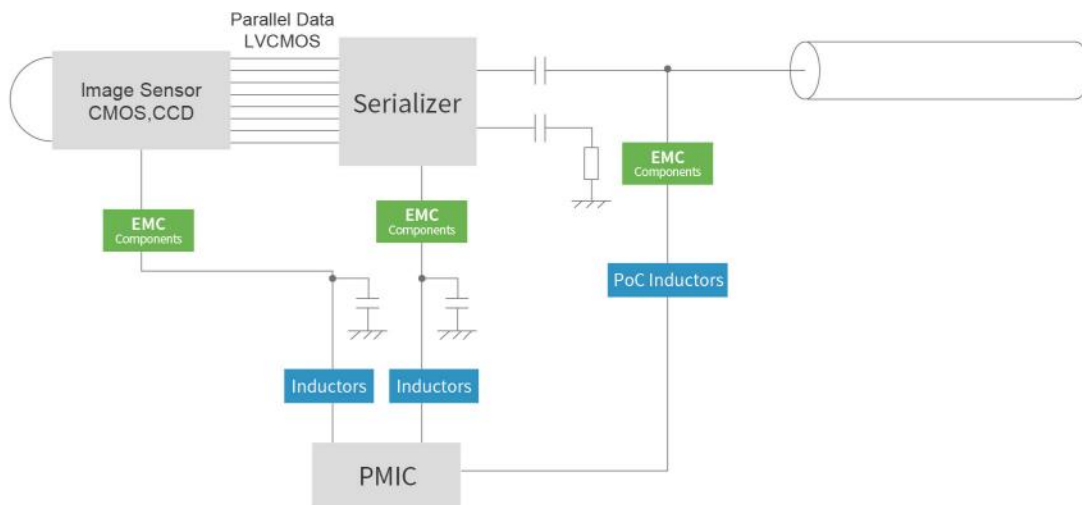 Parallel Data
LVCMOS
Image Sensor
CMOS,CCD
Serializer
EMC
Components
EMC
Components
EMC
Components
PoC Inductors
Inductors
Inductors
PMIC